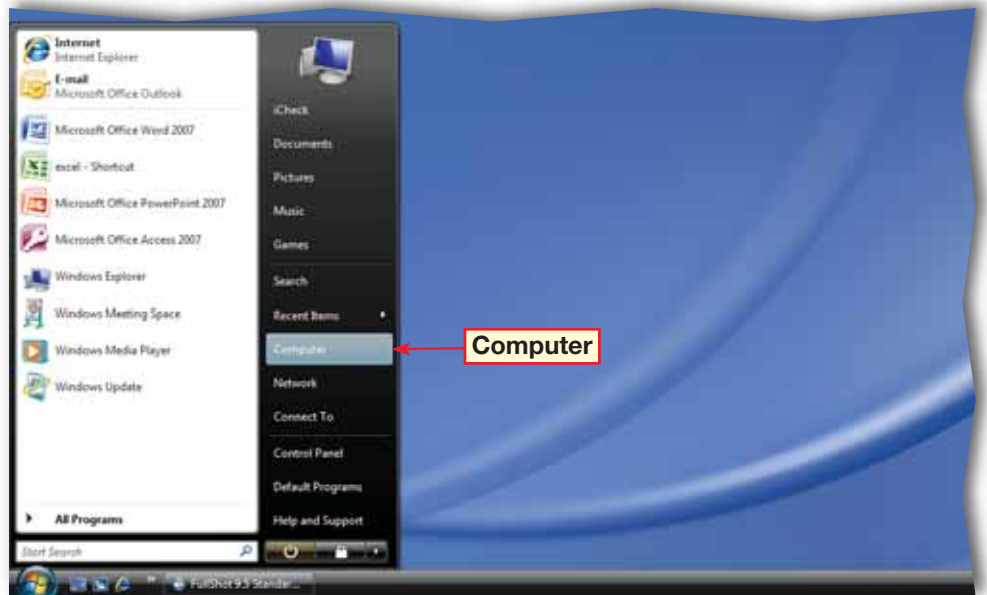 Internet
Internet Explorer
E-mail
Microsoft Office Outlook
Microsoft Office Word 2007
excel - Shortcut
Microsoft Office PowerPoint 2007
Microsoft Office Access 2007
Windows Explorer
Windows Meeting Space
Windows Media Player
Windows Update
All Programs
Start Search
iCheck
Documents
Pictures
Music
Games
Search
Recent Items
Computer
Network
Connect To
Control Panel
Default Programs
Help and Support
Computer
FullShot 9.5 Standar...